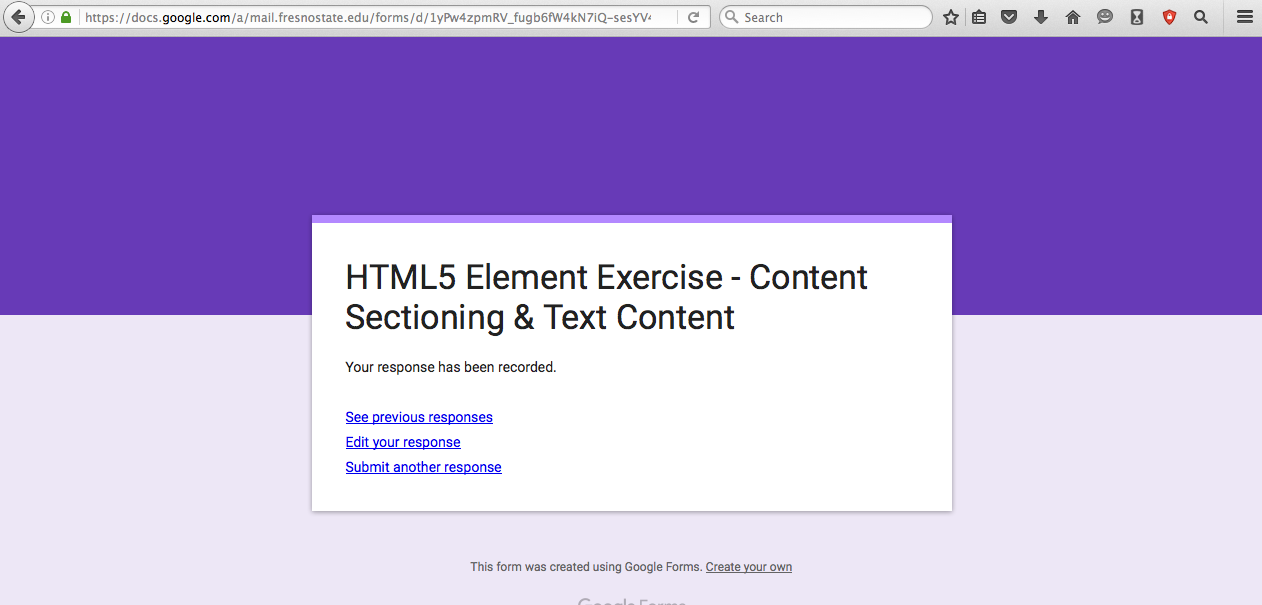 https://docs.google.com/a/mail.fresnostate.edu/forms/d/1yPw4zpmRV_fugb6fW4kN7iQ-sesYV4
Search
HTML5 Element Exercise - Content
Sectioning & Text Content
Your response has been recorded.
See previous responses
Edit your response
Submit another response
This form was created using Google Forms. Create your own
Google Forms